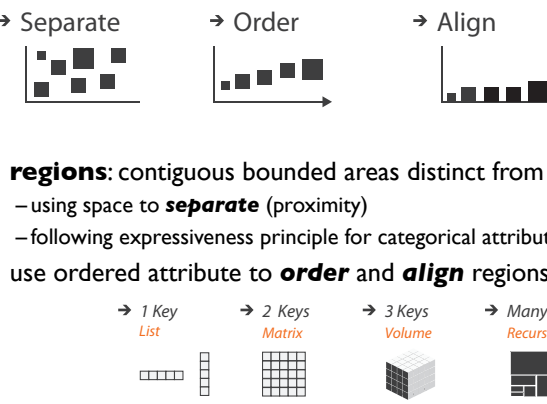 → Separate → Order → Align
regions: contiguous bounded areas distinct from
– using space to separate (proximity)
– following expressiveness principle for categorical attribut
use ordered attribute to order and align regions
→ 1 Key → 2 Keys → 3 Keys → Many
List Matrix Volume Recurs